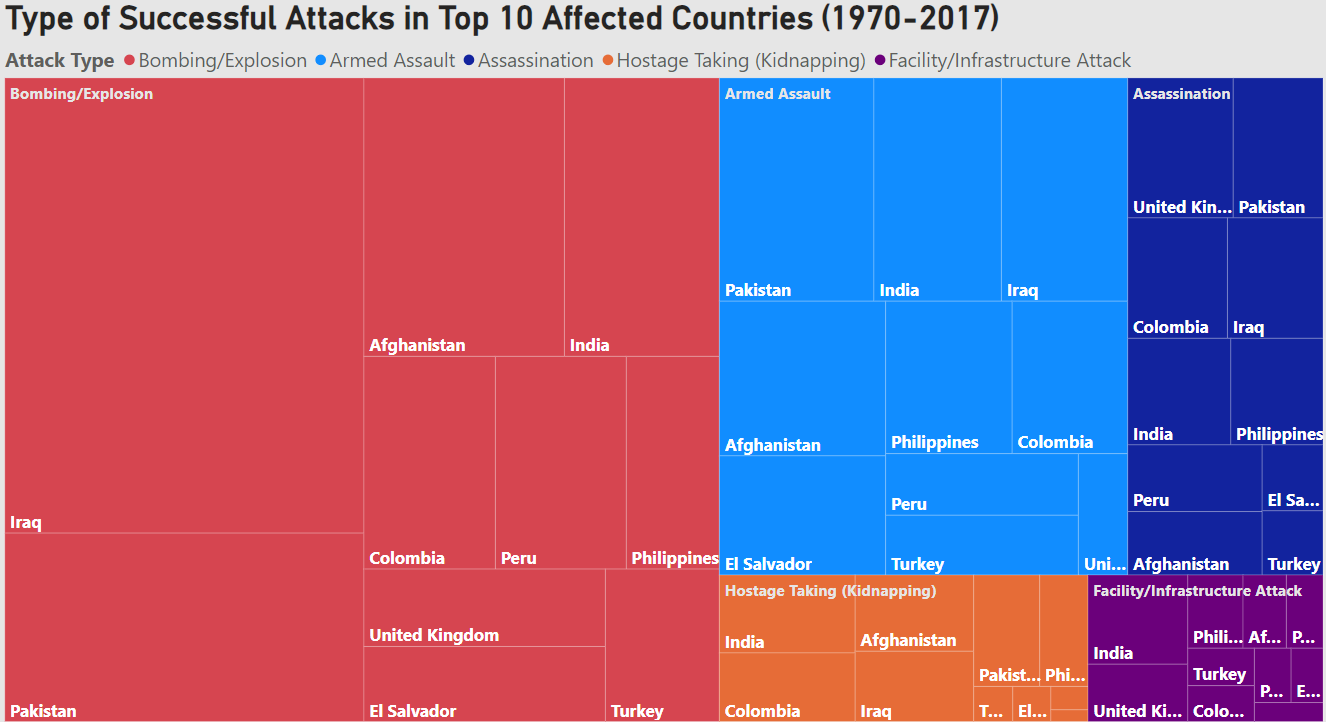 Type of Successful Attacks in Top 10 Affected Countries (1970-2017)
Attack Type Bombing/Explosion Armed Assault Assassination Hostage Taking (Kidnapping) Facility/Infrastructure Attack
Bombing/Explosion
Iraq
Pakistan
Afghanistan
India
Colombia
Peru
Philippines
United Kingdom
El Salvador
Turkey
Armed Assault
Pakistan
India
Iraq
Afghanistan
Philippines
Colombia
El Salvador
Peru
Turkey
Uni...
Assassination
United Kin...
Pakistan
Colombia
Iraq
India
Philippines
Peru
El Sa...
Afghanistan
Turkey
Hostage Taking (Kidnapping)
India
Colombia
Afghanistan
Iraq
Pakist...
Phi...
T...
El...
Facility/Infrastructure Attack
India
United Ki...
Phili...
Af...
P...
Turkey
Colo...
P...
E...